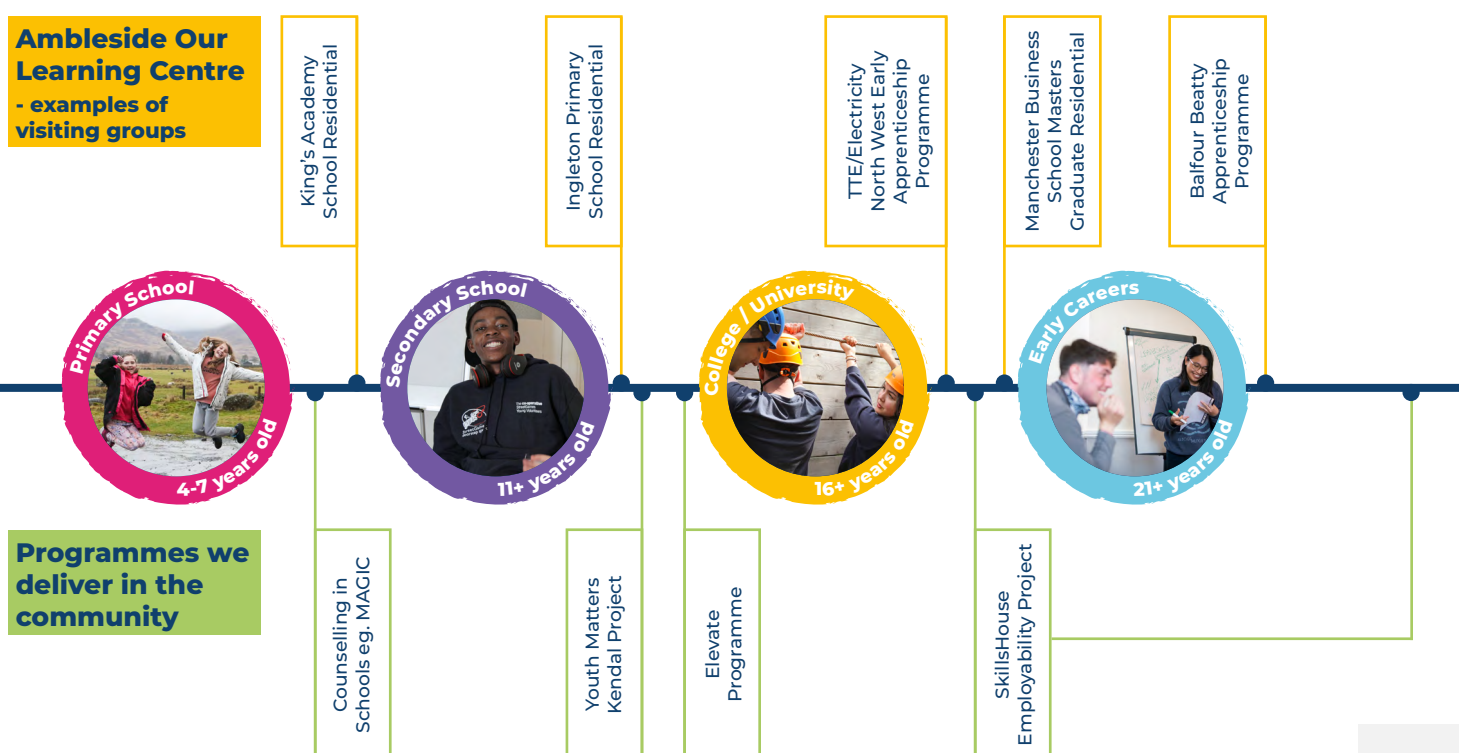 Ambleside Our
Learning Centre
- examples of
visiting groups
King's Academy
School Residential
Ingleton Primary
School Residential
TTE/Electricity
North West Early
Apprenticeship
Programme
Manchester Business
School Masters
Graduate Residential
Balfour Beatty
Apprenticeship
Programme
Primary School
4-7 years old
Secondary School
11+ years old
College / University
16+ years old
Early Careers
21+ years old
Programmes we
deliver in the
community
Counselling in
Schools eg. MAGIC
Youth Matters
Kendal Project
Elevate
Programme
SkillsHouse
Employability Project